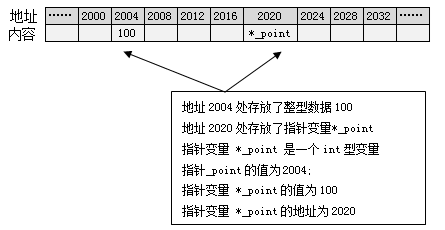 地址 …… 2000 2004 2008 2012 2016 2020 2024 2028 2032 ……
内容 100 *_point
地址 2004 处存放了整型数据 100
地址 2020 处存放了指针变量*_point
指针变量 *_point 是一个 int 型变量
指针_point 的值为 2004;
指针变量 *_point 的值为 100
指针变量 *_point 的地址为 2020